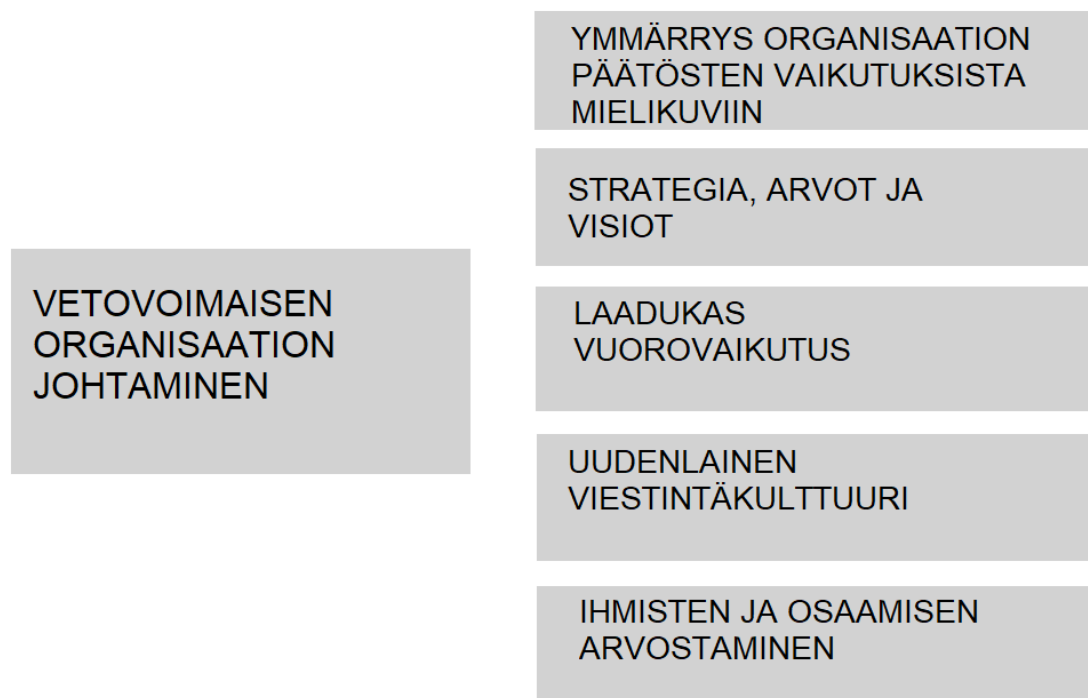 VETOVOIMAISEN
ORGANISAATION
JOHTAMINEN
YMMÄRRYS ORGANISAATION
PÄÄTÖSTEN VAIKUTUKSISTA
MIELIKUVIIN
STRATEGIA, ARVOT JA
VISIOT
LAADUKAS
VUOROVAIKUTUS
UUDENLAINEN
VIESTINTÄKULTTUURI
IHMISTEN JA OSAAMISEN
ARVOSTAMINEN